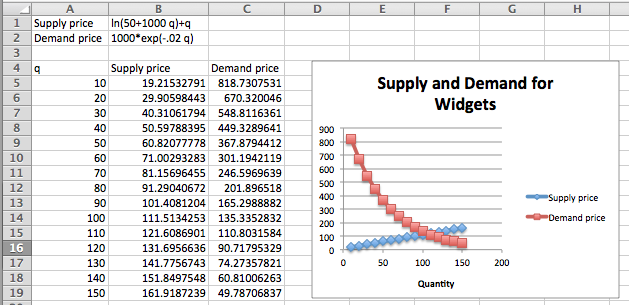 A B C D E F G H
1 Supply price ln(50+1000 q)+q
2 Demand price 1000*exp(-.02 q)
3
4 q Supply price Demand price
5 10 19.21532791 818.7307531
6 20 29.90598443 670.320046
7 30 40.31061794 548.8116361
8 40 50.59788395 449.3289641
9 50 60.82077778 367.8794412
10 60 71.00293283 301.1942119
11 70 81.15696455 246.5969639
12 80 91.29040672 201.896518
13 90 101.4081204 165.2988882
14 100 111.5134253 135.3352832
15 110 121.6086901 110.8031584
16 120 131.6956636 90.71795329
17 130 141.7756743 74.27357821
18 140 151.8497548 60.81006263
19 150 161.9187239 49.78706837
Supply and Demand for
Widgets
900
800
700
600
500
400
300
200
100
0
0 50 100 150 200
Quantity
Supply price
Demand price